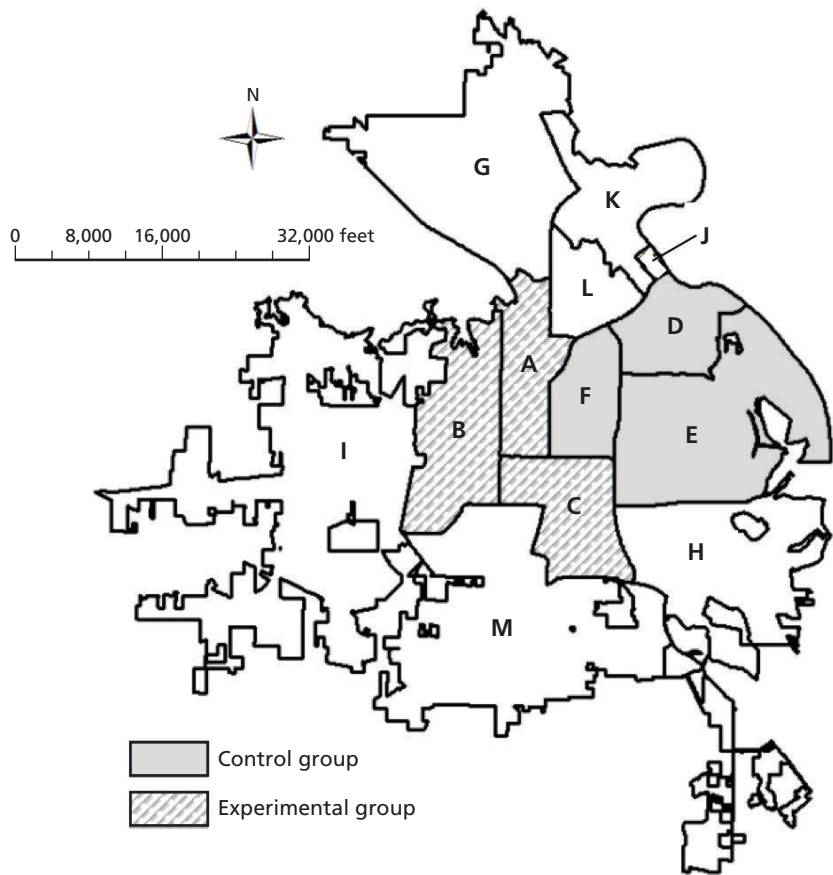 N
G
K
J
0 8,000 16,000 32,000 feet
L
D
A
F
B
E
I
C
H
M
Control group
Experimental group